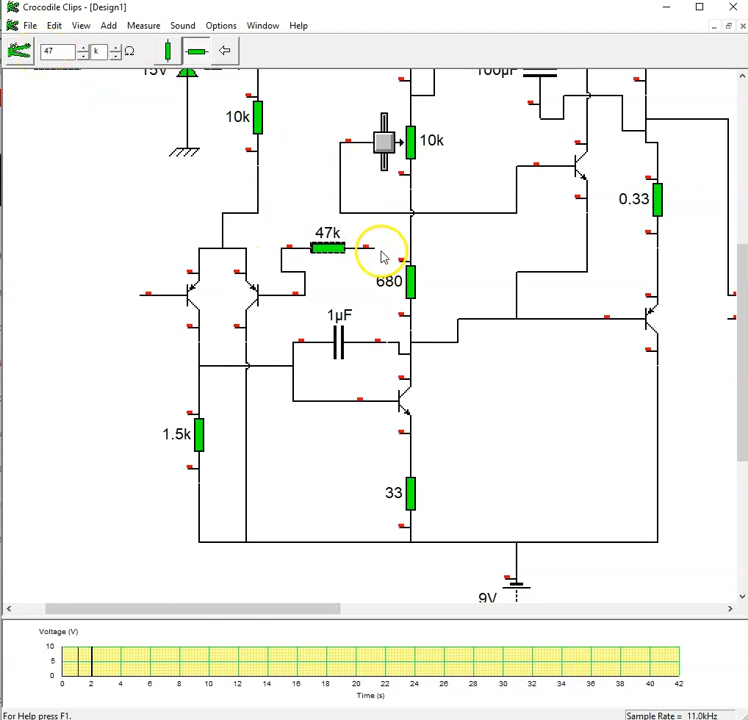 Crocodile Clips - [Design1]
File Edit View Add Measure Sound Options Window Help
47 k Ω
15V
100µF
10k
10k
0.33
47k
680
1µF
1.5k
33
9V
Voltage (V)
10
5
0
0 2 4 6 8 10 12 14 16 18 20 22 24 26 28 30 32 34 36 38 40 42
Time (s)
For Help press F1.
Sample Rate = 11.0kHz